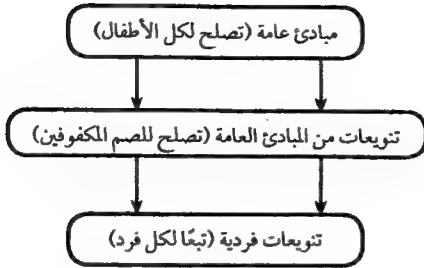 مبادئ عامة (تصلح لكل الأطفال)
تنويعات من المبادئ العامة (تصلح للصم المكفوفين)
تنويعات فردية (تبعًا لكل فرد)